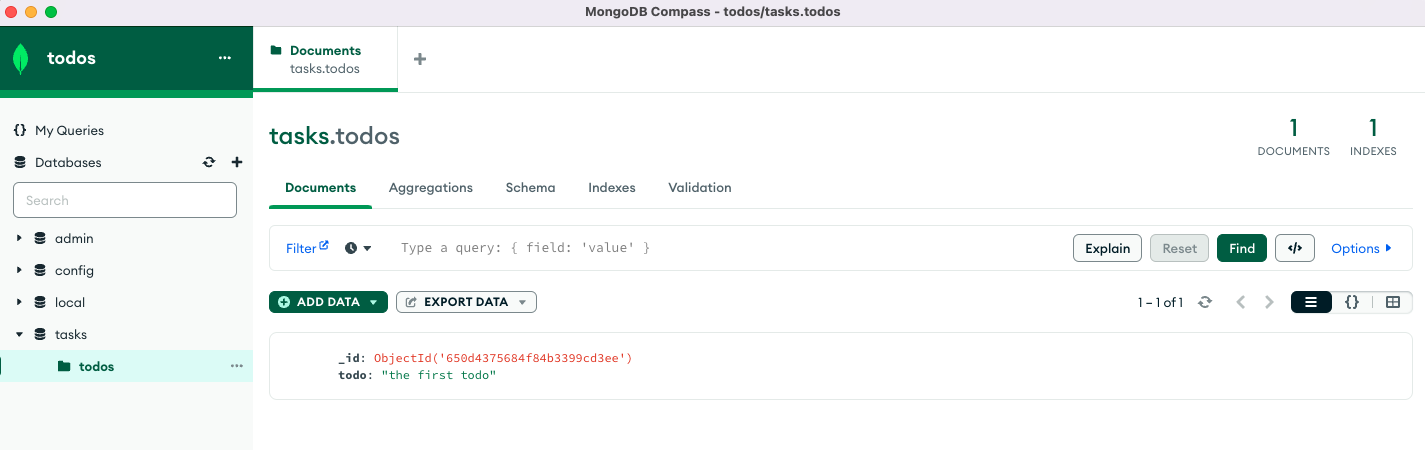 MongoDB Compass - todos/tasks.todos
todos
Documents
tasks.todos
My Queries
Databases
Search
admin
config
local
tasks
todos
tasks.todos
1
DOCUMENTS
1
INDEXES
Documents Aggregations Schema Indexes Validation
Filter Type a query: { field: 'value' } Explain Reset Find </> Options
ADD DATA EXPORT DATA 1 – 1 of 1 {}
_id: ObjectId('650d4375684f84b3399cd3ee')
todo: "the first todo"